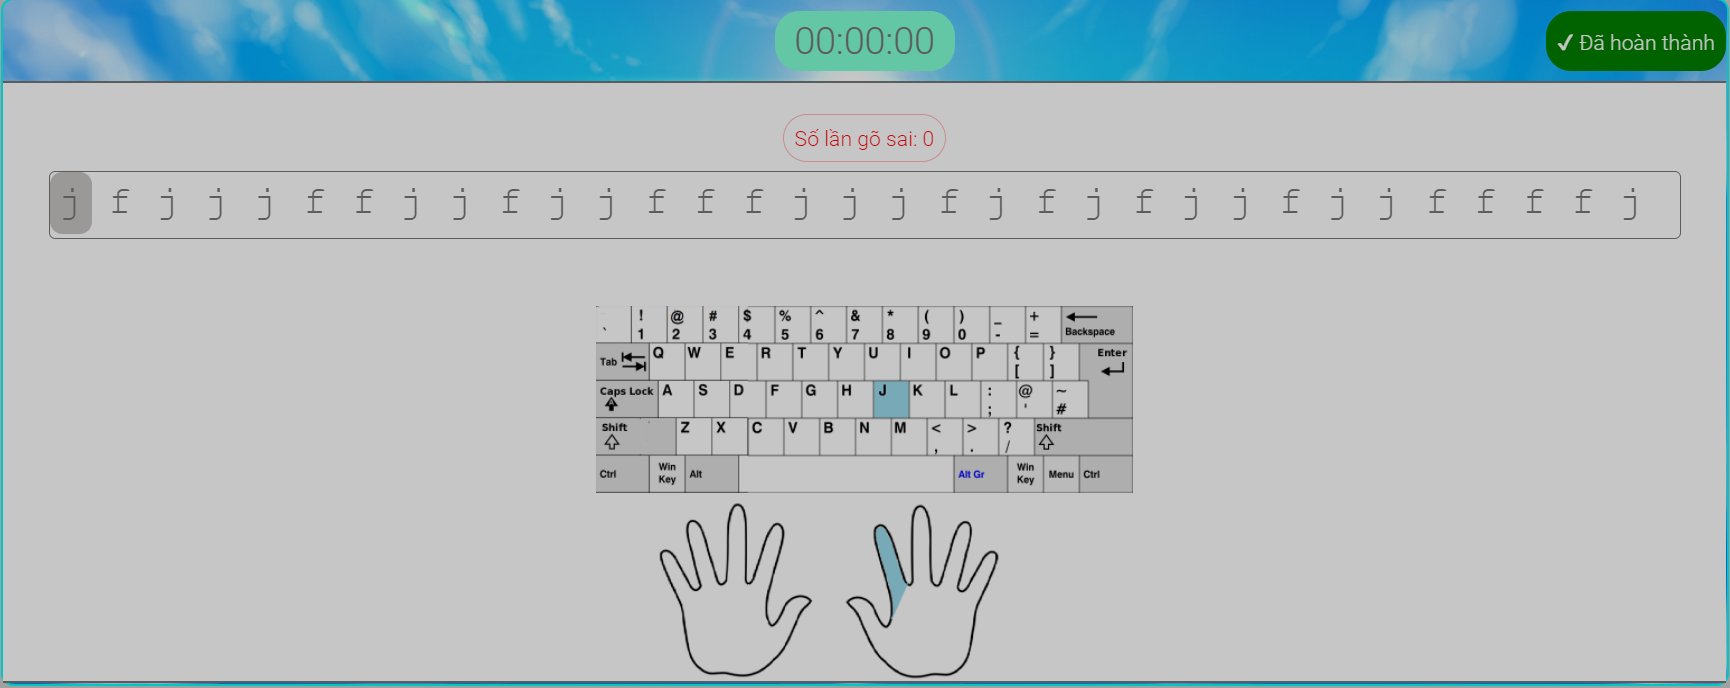 00:00:00
✓ Đã hoàn thành
Số lần gõ sai: 0
j f j j j f f j j f j j f f f j j j f j f j f j j f j j f f f f j
! @ # $ % ^ & * ( ) _ +
` 1 2 3 4 5 6 7 8 9 0 - = Backspace
Tab Q W E R T Y U I O P { } Enter
[ ]
Caps Lock A S D F G H J K L : @ ~
; ' #
Shift Z X C V B N M < > ? Shift
, . /
Ctrl Win Key Alt Alt Gr Win Key Menu Ctrl